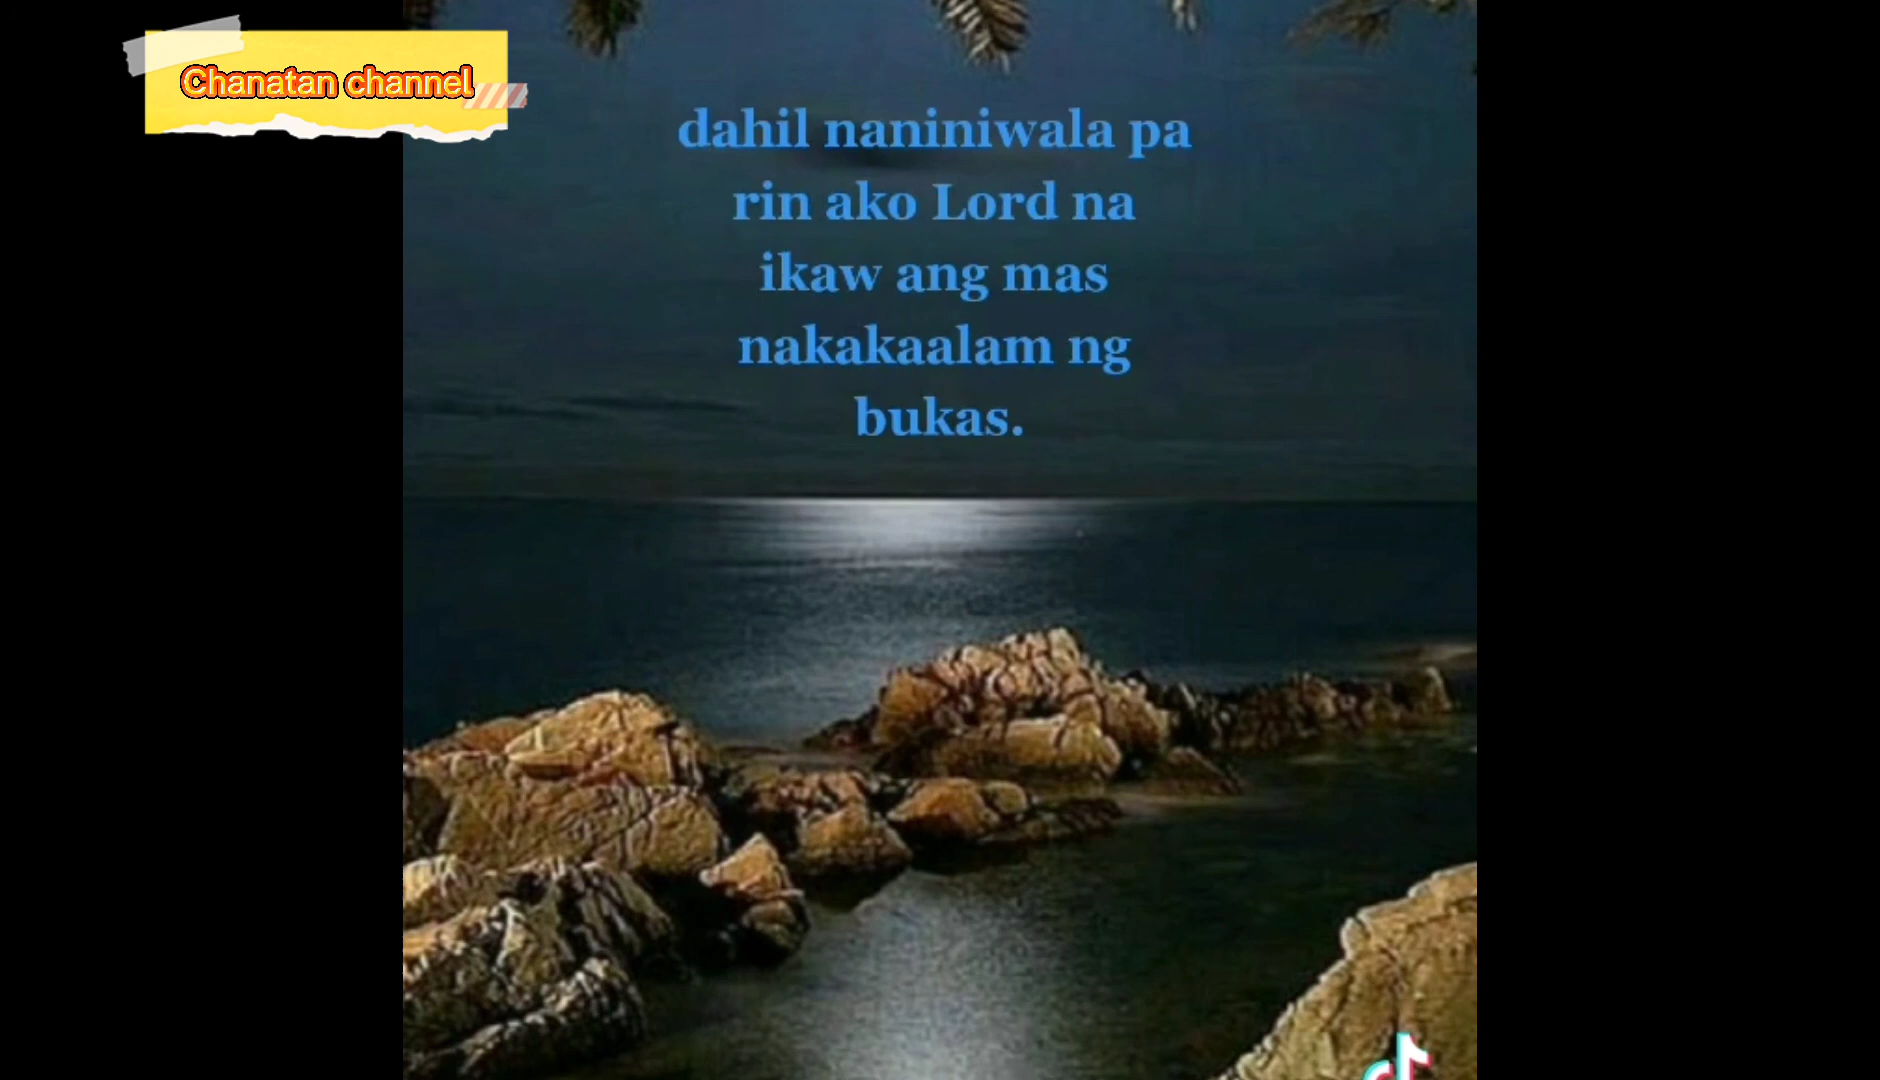 Chanatan channel
dahil naniniwala pa
rin ako Lord na
ikaw ang mas
nakakaalam ng
bukas.